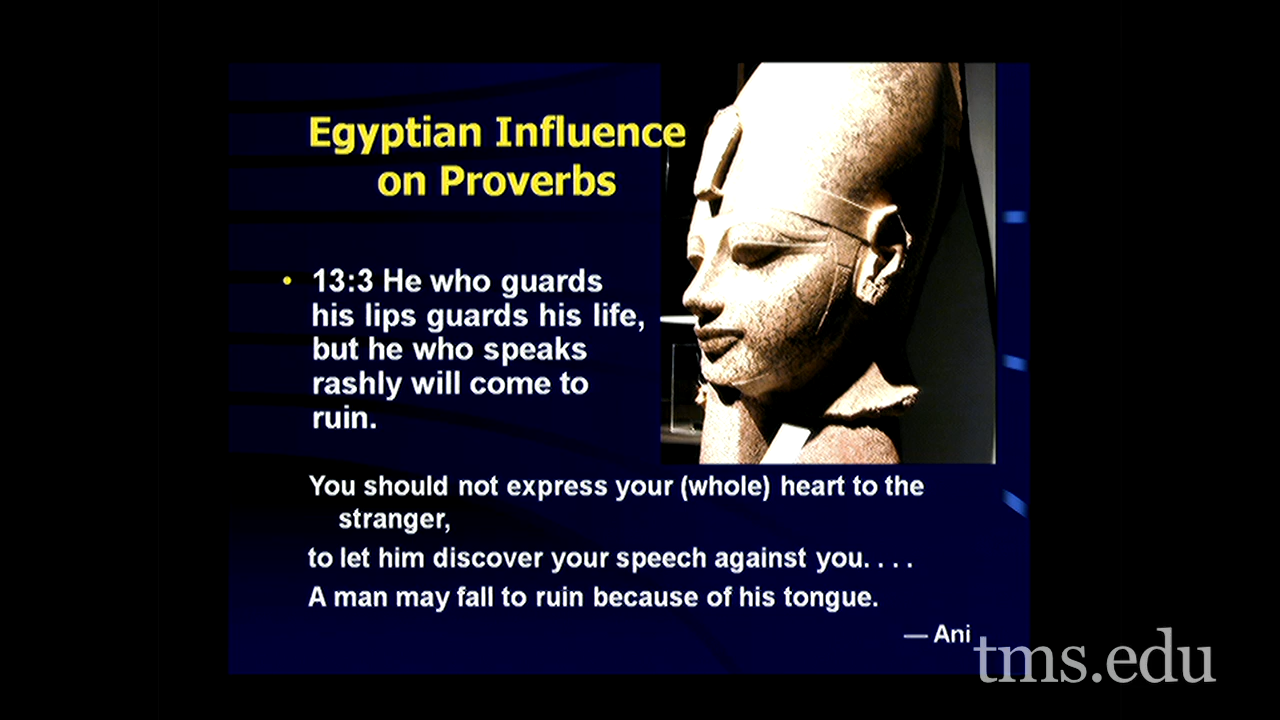 Egyptian Influence
on Proverbs
• 13:3 He who guards
his lips guards his life,
but he who speaks
rashly will come to
ruin.
You should not express your (whole) heart to the
stranger,
to let him discover your speech against you. . . .
A man may fall to ruin because of his tongue.
— Ani
tms.edu